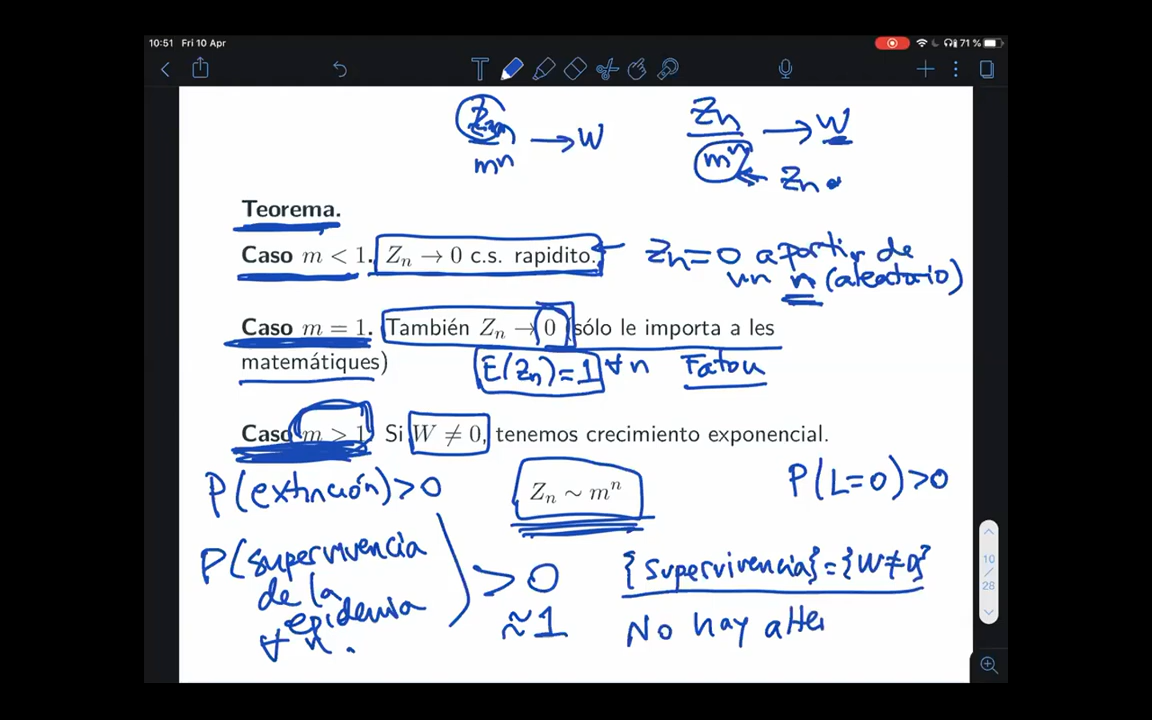 10:51 Fri 10 Apr
71 %
Zn / mⁿ → W
Zn / mⁿ → W
← Zn
Teorema.
Caso m < 1. Zn → 0 c.s. rapidito. ← Zn = 0 a partir de
un n (aleatorio)
Caso m = 1. También Zn → 0 (sólo le importa a les
matemátiques)
E(Zn)=1 ∀n Fatou
Caso m > 1. Si W ≠ 0, tenemos crecimiento exponencial.
P(extinción)>0
Zn ∼ mⁿ
P(L=0)>0
P(supervivencia
de la
epidemia
∀ n.
) > 0
≈1
{supervivencia}={W≠0}
No hay alter
10
/
28